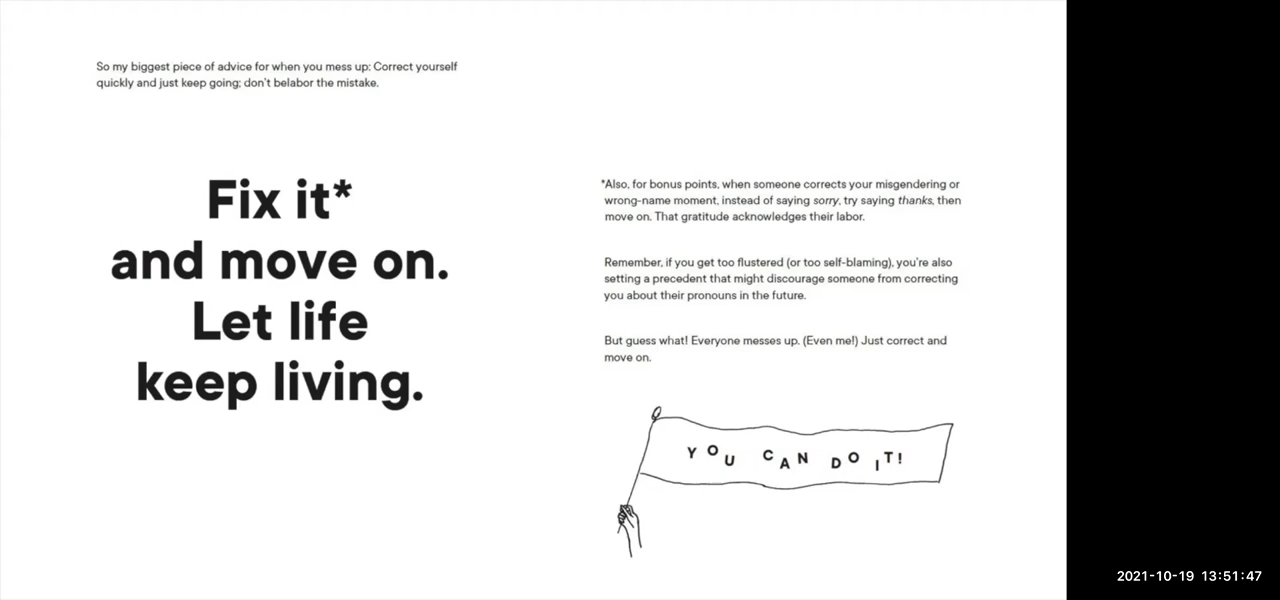 So my biggest piece of advice for when you mess up: Correct yourself
quickly and just keep going; don't belabor the mistake.
Fix it*
and move on.
Let life
keep living.
*Also, for bonus points, when someone corrects your misgendering or
wrong-name moment, instead of saying sorry, try saying thanks, then
move on. That gratitude acknowledges their labor.
Remember, if you get too flustered (or too self-blaming), you're also
setting a precedent that might discourage someone from correcting
you about their pronouns in the future.
But guess what! Everyone messes up. (Even me!) Just correct and
move on.
YOU CAN DO IT!
2021-10-19 13:51:47